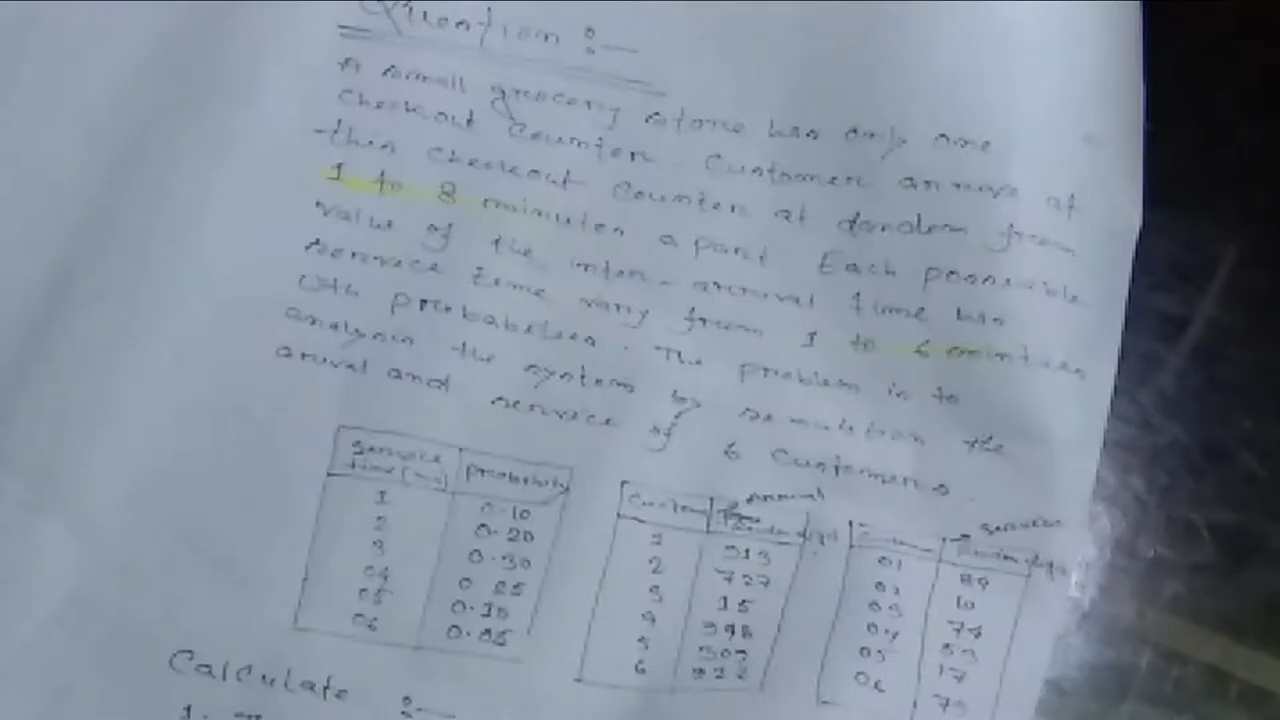 Question :—
A small grocery store has only one
Checkout Counter. Customer arrive at
this Checkout Counter at random from
1 to 8 minutes apart. Each possible
value of the inter-arrival time has
service time vary from 1 to 6 minutes
with probabilities. The problem is to
analysis the system by simulation the
arrival and service of 6 Customers.
service time probability
1 0.10
2 0.20
3 0.30
04 0.25
05 0.10
06 0.05
Arrival
1 913
2 727
3 15
4 948
5 309
6 922
service
01 84
02 10
03 74
04 53
05 17
06 79
Calculate :—
1.